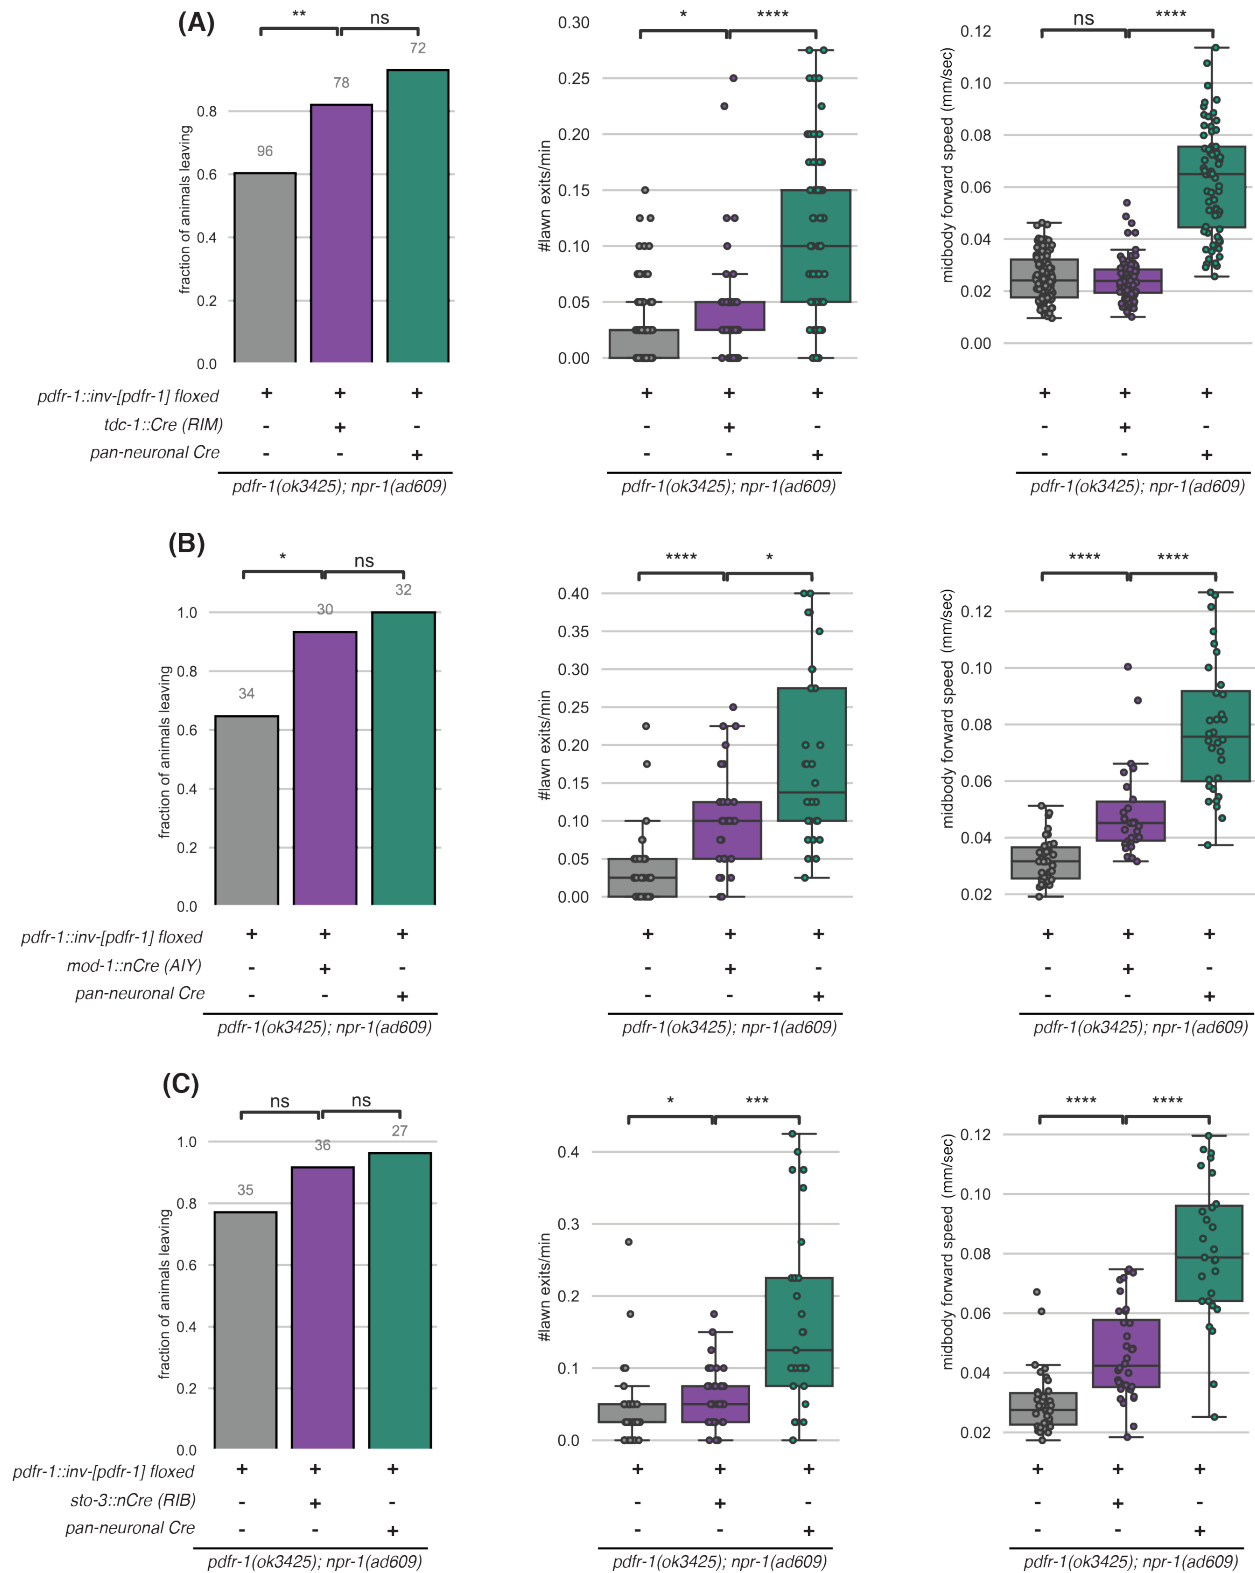 (A)
** ns
96 78 72
fraction of animals leaving
0.8
0.6
0.4
0.2
0.0
* ****
#lawn exits/min
0.30
0.25
0.20
0.15
0.10
0.05
0.00
ns ****
midbody forward speed (mm/sec)
0.12
0.10
0.08
0.06
0.04
0.02
0.00
pdfr-1::inv-[pdfr-1] floxed + + + + + + + + +
tdc-1::Cre (RIM) - + - - + - - + -
pan-neuronal Cre - - + - - + - - +
pdfr-1(ok3425); npr-1(ad609) pdfr-1(ok3425); npr-1(ad609) pdfr-1(ok3425); npr-1(ad609)
(B)
* ns
34 30 32
fraction of animals leaving
1.0
0.8
0.6
0.4
0.2
0.0
**** *
#lawn exits/min
0.40
0.35
0.30
0.25
0.20
0.15
0.10
0.05
0.00
**** ****
midbody forward speed (mm/sec)
0.12
0.10
0.08
0.06
0.04
0.02
pdfr-1::inv-[pdfr-1] floxed + + + + + + + + +
mod-1::nCre (AIY) - + - - + - - + -
pan-neuronal Cre - - + - - + - - +
pdfr-1(ok3425); npr-1(ad609) pdfr-1(ok3425); npr-1(ad609) pdfr-1(ok3425); npr-1(ad609)
(C)
ns ns
35 36 27
fraction of animals leaving
1.0
0.8
0.6
0.4
0.2
0.0
* ***
#lawn exits/min
0.4
0.3
0.2
0.1
0.0
**** ****
midbody forward speed (mm/sec)
0.12
0.10
0.08
0.06
0.04
0.02
pdfr-1::inv-[pdfr-1] floxed + + + + + + + + +
sto-3::nCre (RIB) - + - - + - - + -
pan-neuronal Cre - - + - - + - - +
pdfr-1(ok3425); npr-1(ad609) pdfr-1(ok3425); npr-1(ad609) pdfr-1(ok3425); npr-1(ad609)